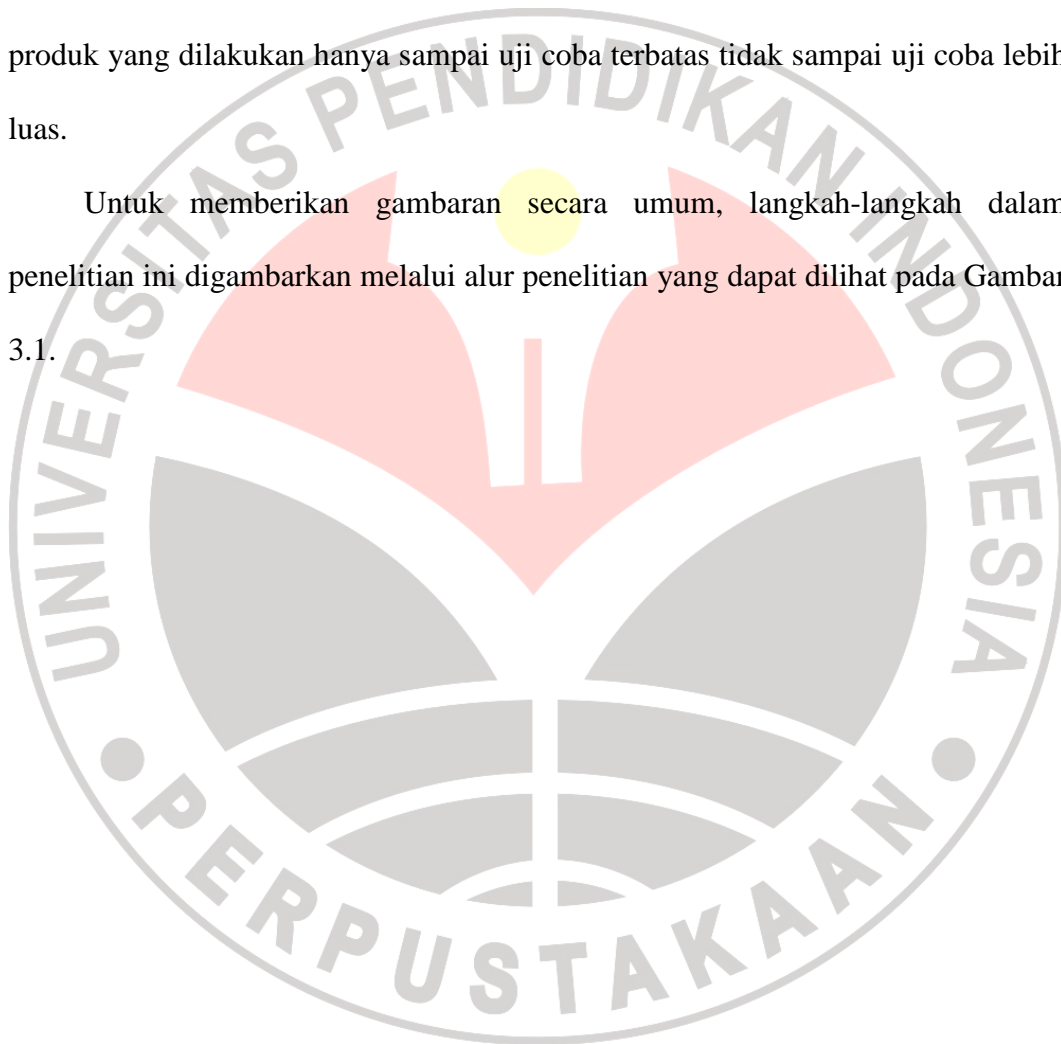 produk yang dilakukan hanya sampai uji coba terbatas tidak sampai uji coba lebih
luas.
Untuk memberikan gambaran secara umum, langkah-langkah dalam
penelitian ini digambarkan melalui alur penelitian yang dapat dilihat pada Gambar
3.1.
UNIVERSITAS PENDIDIKAN INDONESIA
PERPUSTAKAAN